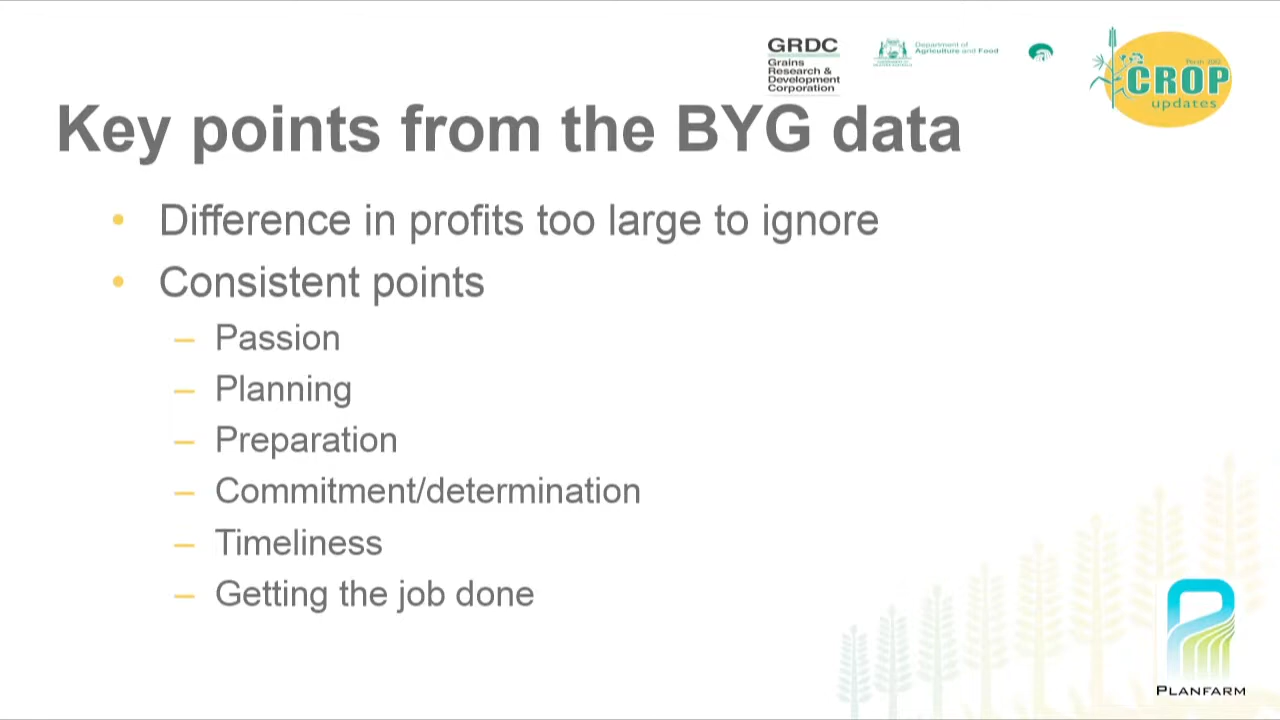 GRDC
Grains
Research &
Development
Corporation
Department of
Agriculture and Food
Perth 2012
CROP
updates
Key points from the BYG data
• Difference in profits too large to ignore
• Consistent points
– Passion
– Planning
– Preparation
– Commitment/determination
– Timeliness
– Getting the job done
PLANFARM